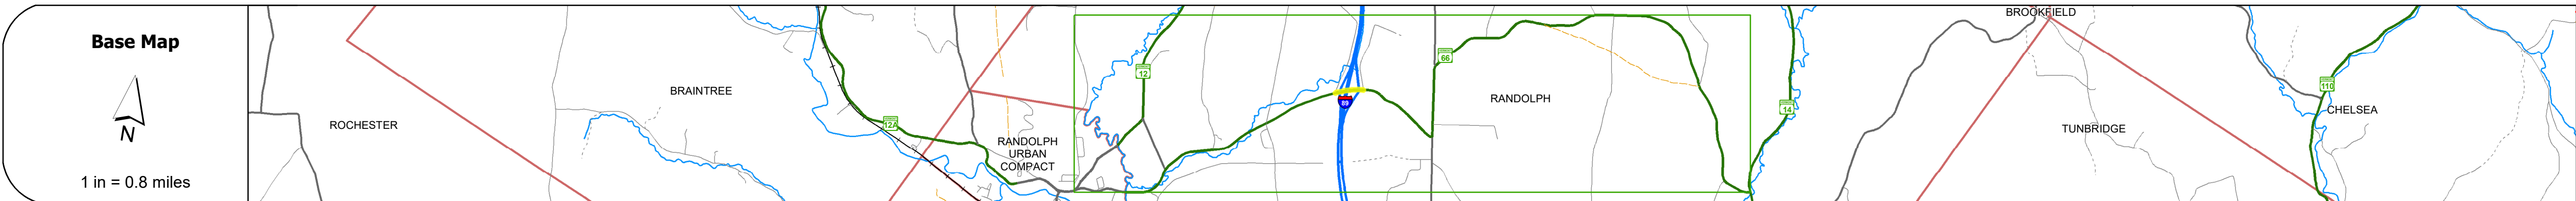 Base Map
N
1 in = 0.8 miles
ROCHESTER
BRAINTREE
12A
RANDOLPH
URBAN
COMPACT
12
89
66
RANDOLPH
14
BROOKFIELD
TUNBRIDGE
110
CHELSEA